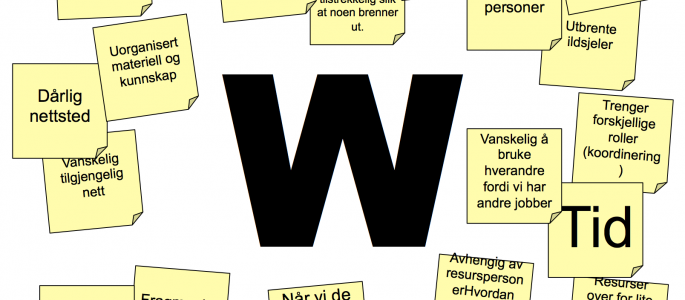 tilstrekkelig slik
at noen brenner
ut.
personer
Utbrente
ildsjeler
Uorganisert
materiell og
kunnskap
Dårlig
nettsted
Vanskelig
tilgjengelig
nett
W
Trenger
forskjellige
roller
(koordinering
)
Vanskelig å
bruke
hverandre
fordi vi har
andre jobber
Tid
Når vi de
Avhengig av
ressursperson
erHvordan
Resurser
over for lite